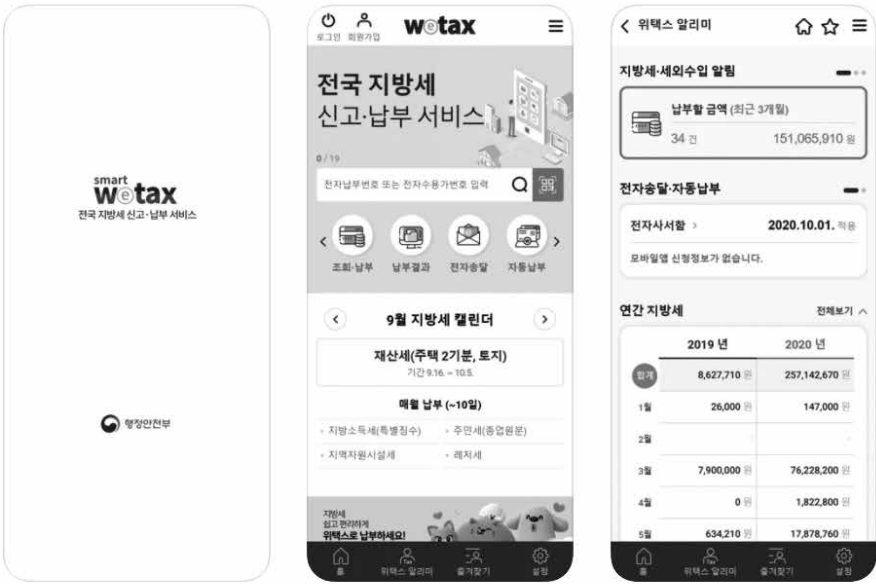 smart
wetax
전국 지방세 신고·납부 서비스
행정안전부
로그인 회원가입
wetax
전국 지방세
신고·납부 서비스
0 / 19
전자납부번호 또는 전자수용가번호 입력
조회·납부 납부결과 전자송달 자동납부
9월 지방세 캘린더
재산세(주택 2기분, 토지)
기간 9.16. ~ 10.5.
매월 납부 (~10일)
지방소득세(특별징수) 주민세(종업원분)
지역자원시설세 레저세
지방세
쉽고 편리하게
위택스로 납부하세요!
홈 위택스 알리미 즐겨찾기 설정
위택스 알리미
지방세·세외수입 알림
납부할 금액 (최근 3개월)
34 건 151,065,910 원
전자송달·자동납부
전자사서함 > 2020.10.01. 적용
모바일앱 신청정보가 없습니다.
연간 지방세 전체보기
2019 년 2020 년
합계 8,627,710 원 257,142,670 원
1월 26,000 원 147,000 원
2월 - -
3월 7,900,000 원 76,228,200 원
4월 0 원 1,822,800 원
5월 634,210 원 17,878,760 원
홈 위택스 알리미 즐겨찾기 설정